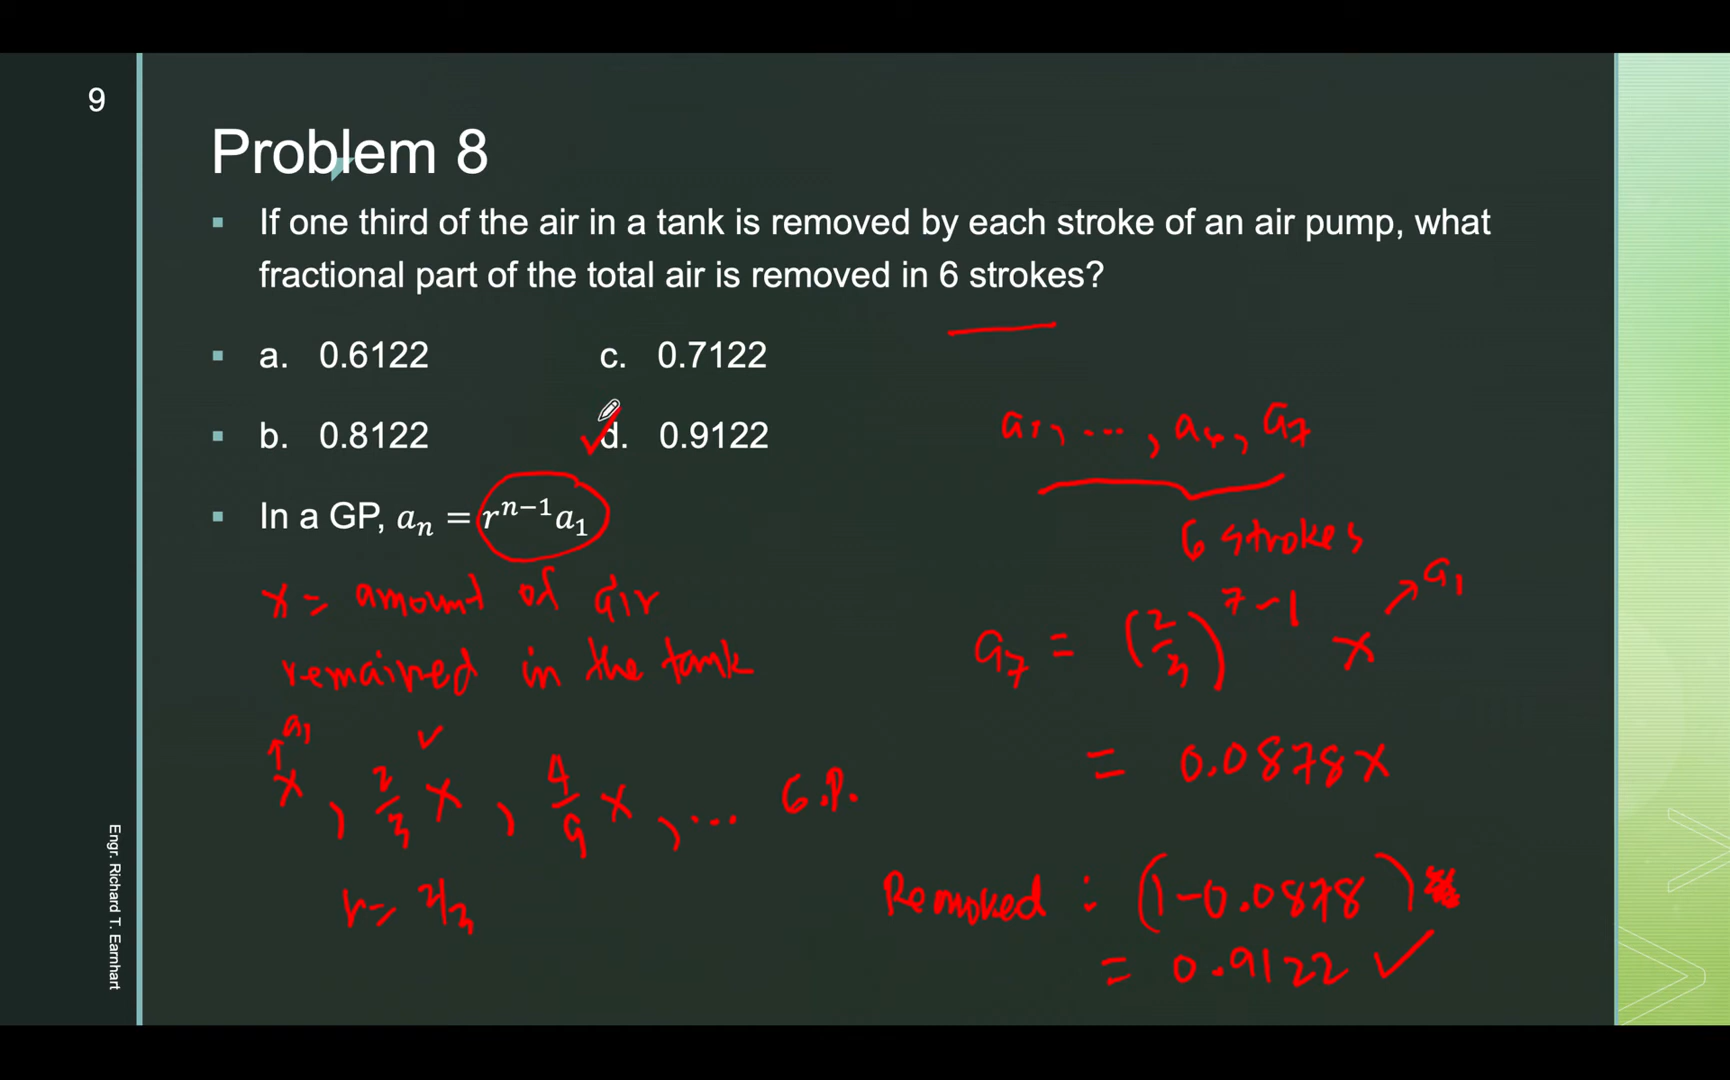 9
Problem 8
If one third of the air in a tank is removed by each stroke of an air pump, what
fractional part of the total air is removed in 6 strokes?
a. 0.6122 c. 0.7122
b. 0.8122 d. 0.9122
In a GP, aₙ = rⁿ⁻¹a₁
x = amount of air
remained in the tank
a₁
x, 2/3 x, 4/9 x, ... G.P.
r = 2/3
a₁, ..., a₆, a₇
6 strokes
a₇ = (2/3)⁷⁻¹ x a₁
= 0.0878x
Removed : (1-0.0878)
= 0.9122
Engr. Richard T. Earnhart